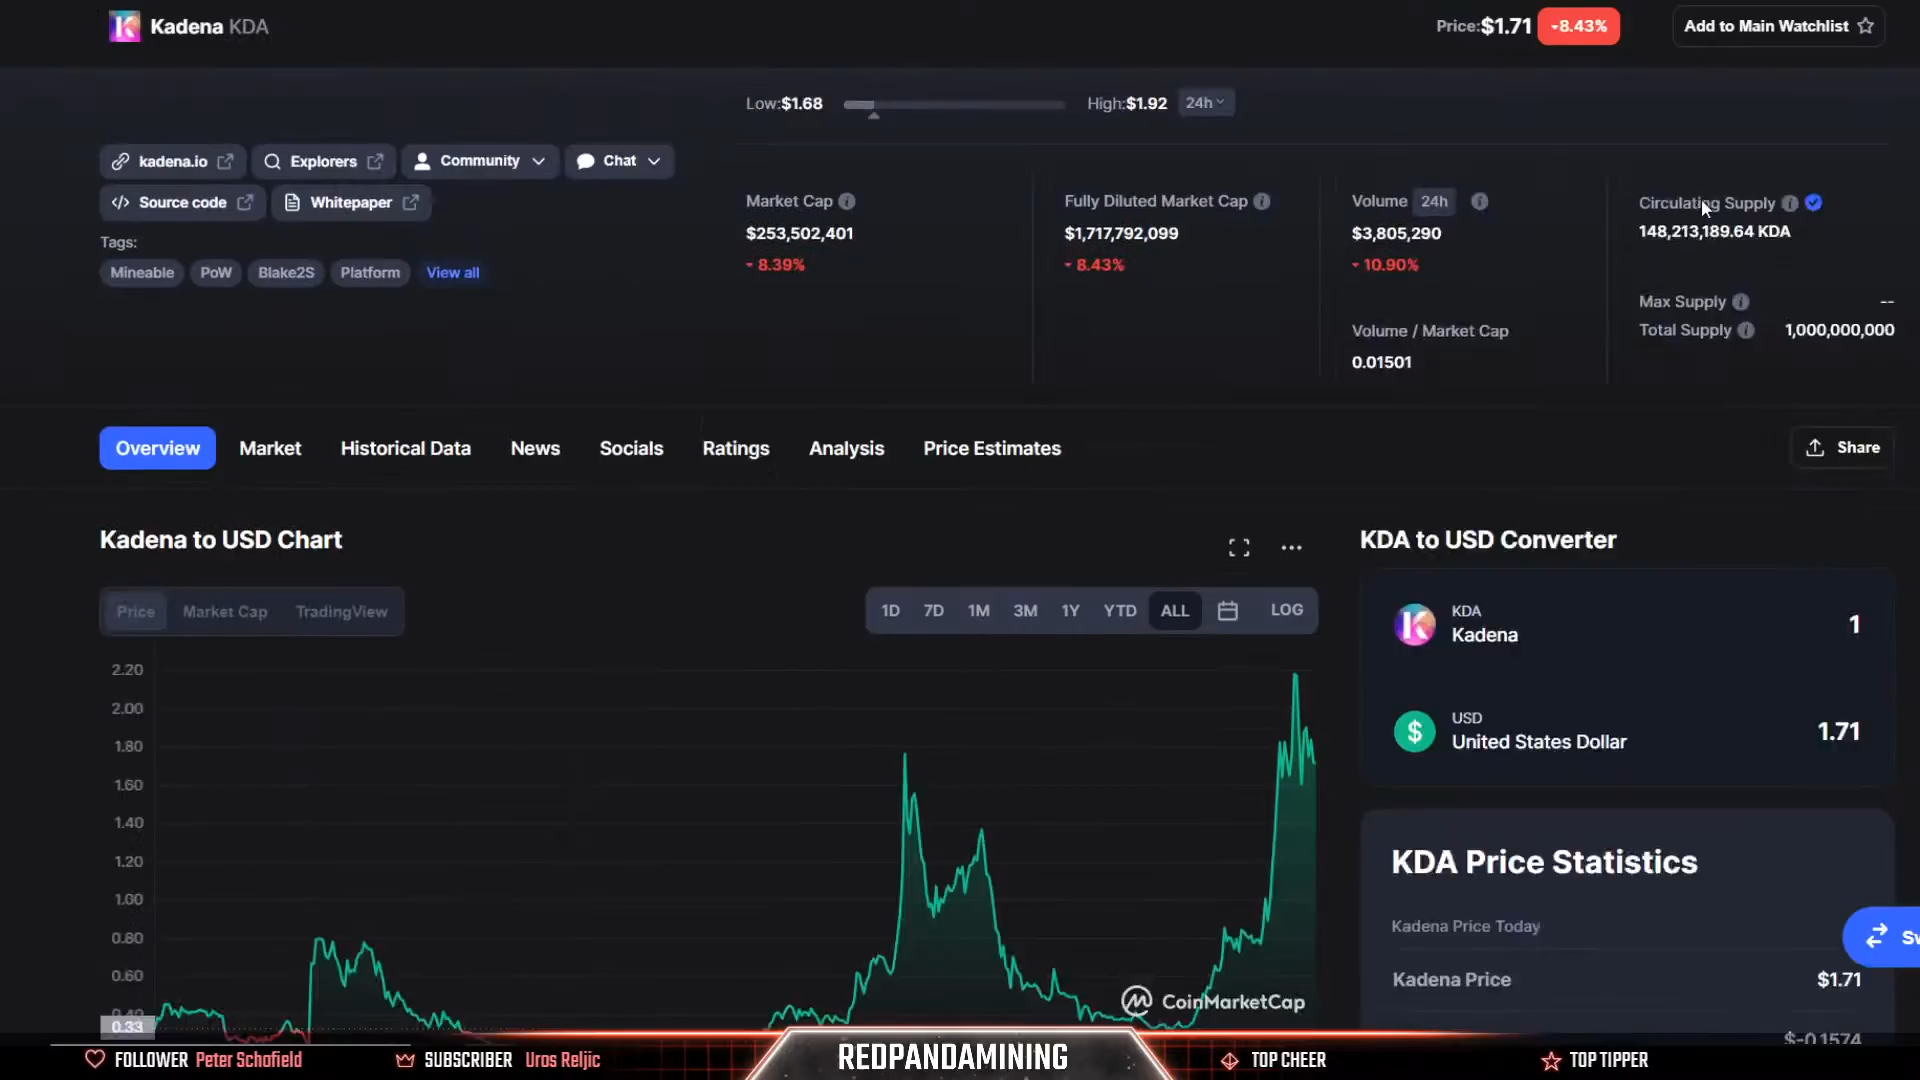 Kadena KDA
Price:$1.71 -8.43%
Add to Main Watchlist
Low:$1.68
High:$1.92 24h
kadena.io
Explorers
Community
Chat
Source code
Whitepaper
Tags:
Mineable
PoW
Blake2S
Platform
View all
Market Cap
$253,502,401
8.39%
Fully Diluted Market Cap
$1,717,792,099
8.43%
Volume 24h
$3,805,290
10.90%
Volume / Market Cap
0.01501
Circulating Supply
148,213,189.64 KDA
Max Supply --
Total Supply 1,000,000,000
Overview
Market
Historical Data
News
Socials
Ratings
Analysis
Price Estimates
Share
Kadena to USD Chart
Price
Market Cap
TradingView
1D
7D
1M
3M
1Y
YTD
ALL
LOG
2.20
2.00
1.80
1.60
1.40
1.20
1.00
0.80
0.60
0.40
0.33
CoinMarketCap
KDA to USD Converter
KDA
Kadena
1
USD
United States Dollar
1.71
KDA Price Statistics
Kadena Price Today
Kadena Price $1.71
$-0.1574
FOLLOWER Peter Schofield
SUBSCRIBER Uros Reljic
REDPANDAMINING
TOP CHEER
TOP TIPPER